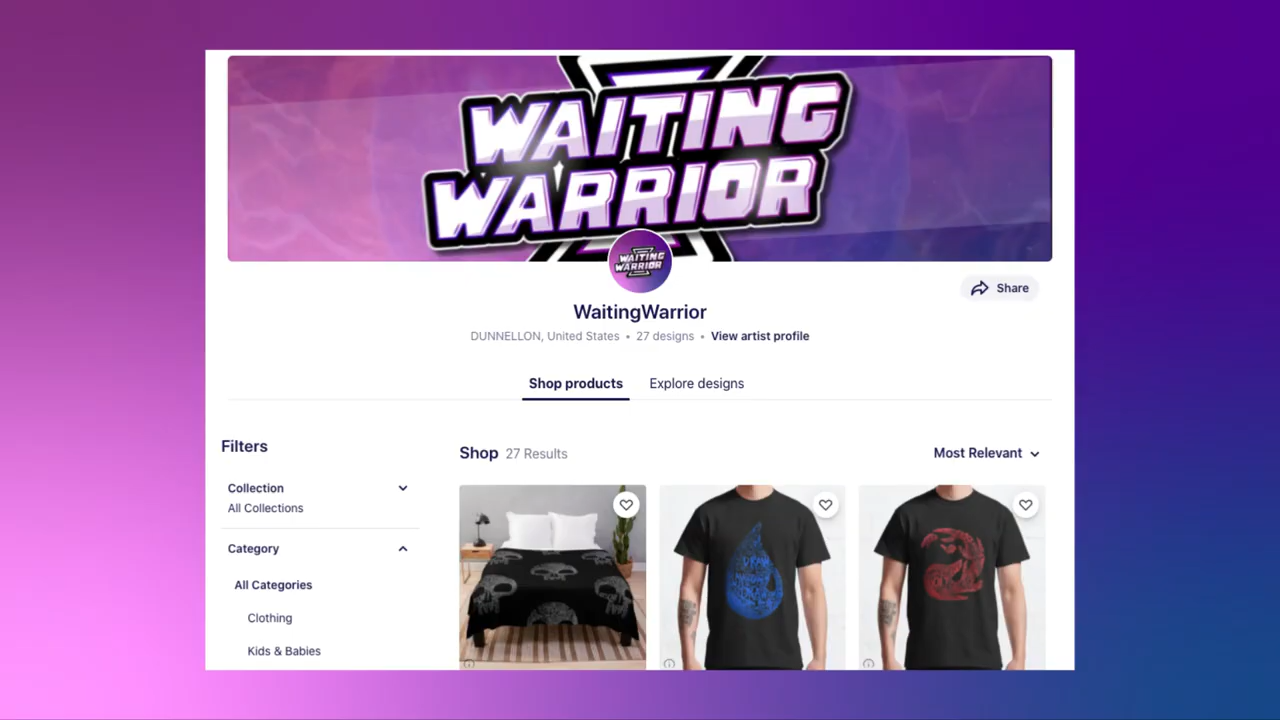 WAITING
WARRIOR
WAITING
WARRIOR
Share
WaitingWarrior
DUNNELLON, United States • 27 designs • View artist profile
Shop products Explore designs
Filters
Shop 27 Results
Most Relevant
Collection
All Collections
Category
All Categories
Clothing
Kids & Babies
DRAW